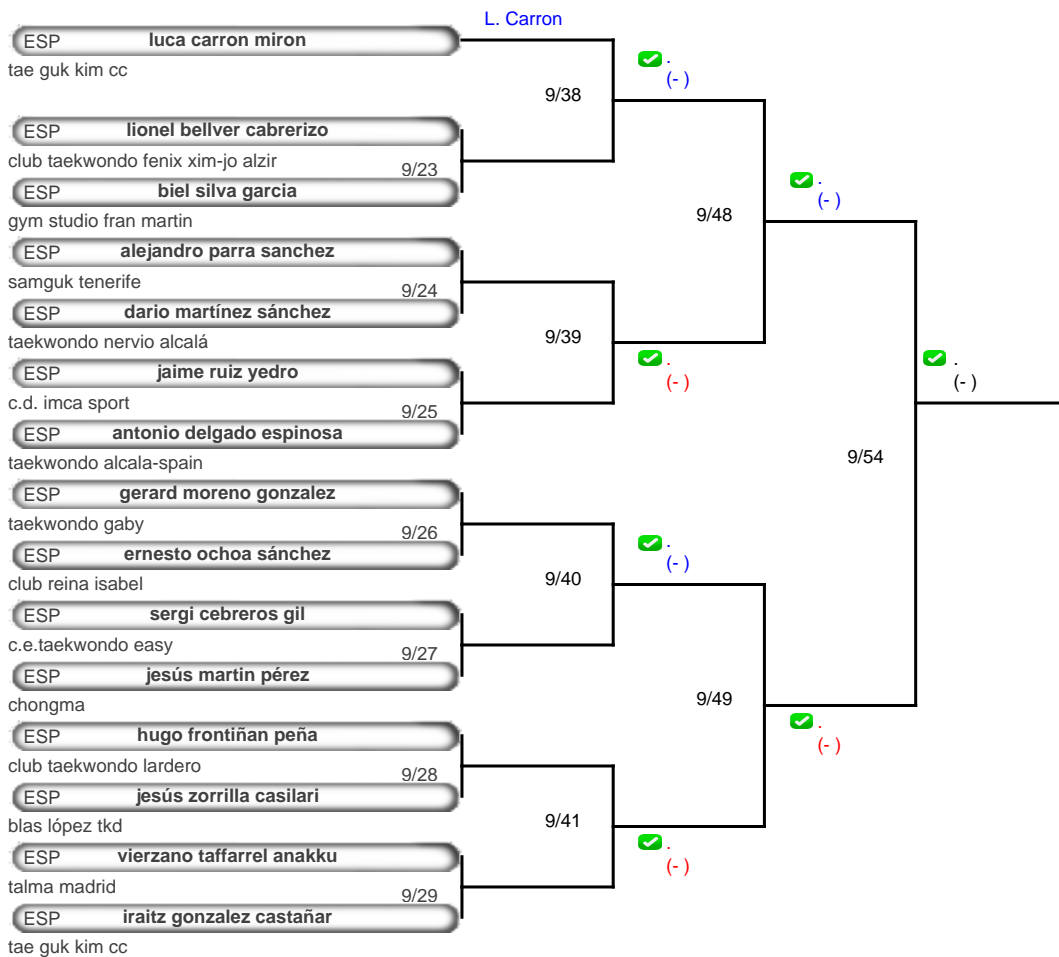 L. Carron
ESP luca carron miron
tae guk kim cc
.
(- )
9/38
ESP lionel bellver cabrerizo
club taekwondo fenix xim-jo alzir
9/23
ESP biel silva garcia
gym studio fran martin
.
(- )
9/48
ESP alejandro parra sanchez
samguk tenerife
9/24
ESP dario martínez sánchez
taekwondo nervio alcalá
9/39
.
(- )
ESP jaime ruiz yedro
c.d. imca sport
9/25
ESP antonio delgado espinosa
taekwondo alcala-spain
.
(- )
9/54
ESP gerard moreno gonzalez
taekwondo gaby
9/26
ESP ernesto ochoa sánchez
club reina isabel
.
(- )
9/40
ESP sergi cebreros gil
c.e.taekwondo easy
9/27
ESP jesús martin pérez
chongma
9/49
.
(- )
ESP hugo frontiñan peña
club taekwondo lardero
9/28
ESP jesús zorrilla casilari
blas lópez tkd
9/41
.
(- )
ESP vierzano taffarrel anakku
talma madrid
9/29
ESP iraitz gonzalez castañar
tae guk kim cc